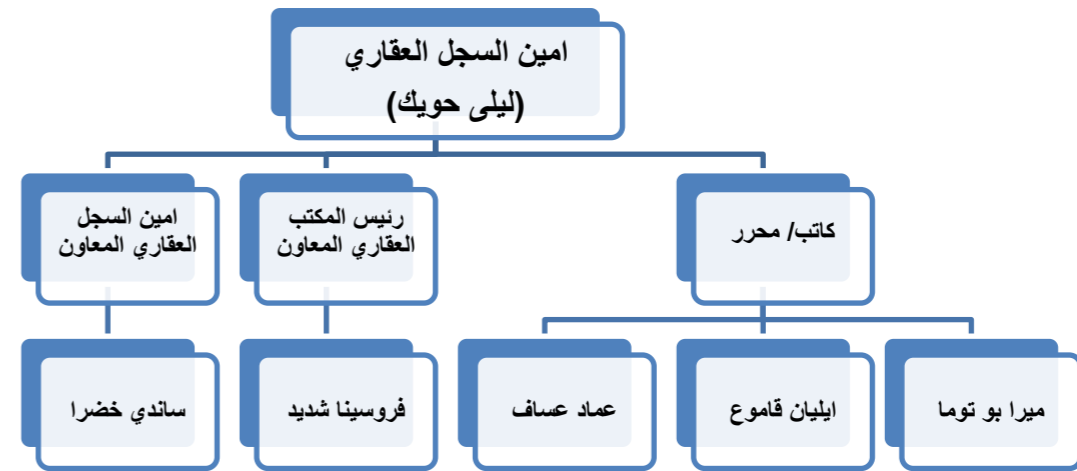 امين السجل العقاري
(ليلى حويك)
كاتب/ محرر
رئيس المكتب
العقاري المعاون
امين السجل
العقاري المعاون
ميرا بو توما
ايليان قاموع
عماد عساف
فروسينا شديد
ساندي خضرا